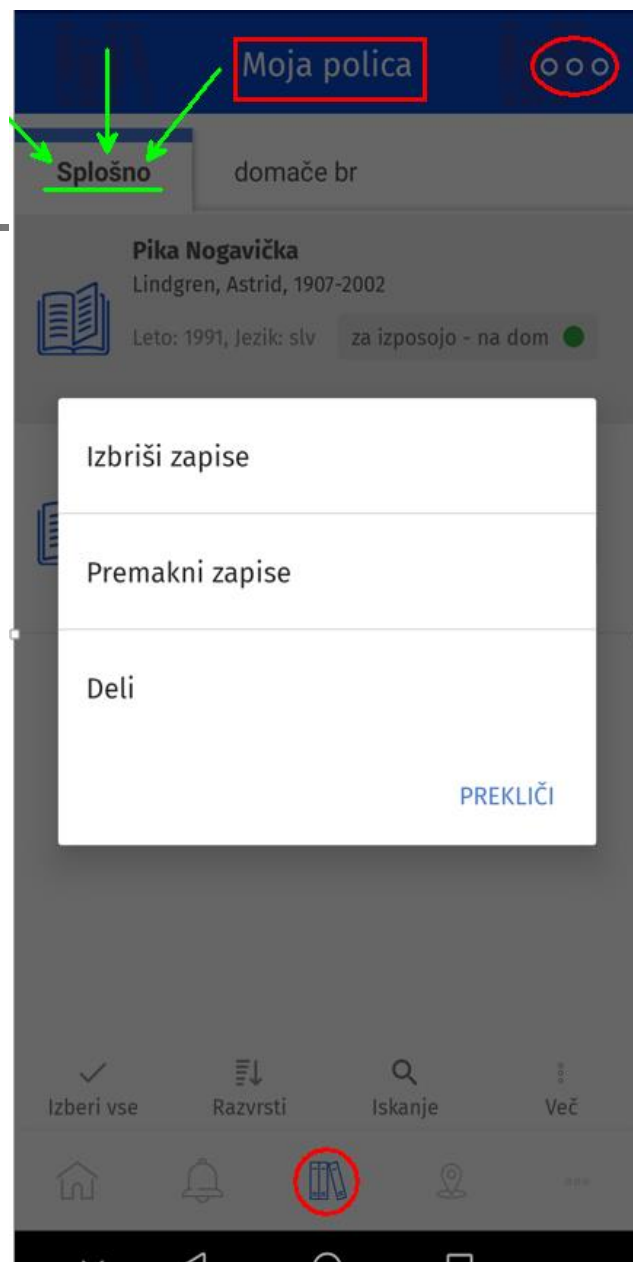 Moja polica
Splošno
domače br
Pika Nogavička
Lindgren, Astrid, 1907-2002
Leto: 1991, Jezik: slv
za izposojo - na dom
Izbriši zapise
Premakni zapise
Deli
PREKLIČI
Izberi vse
Razvrsti
Iskanje
Več